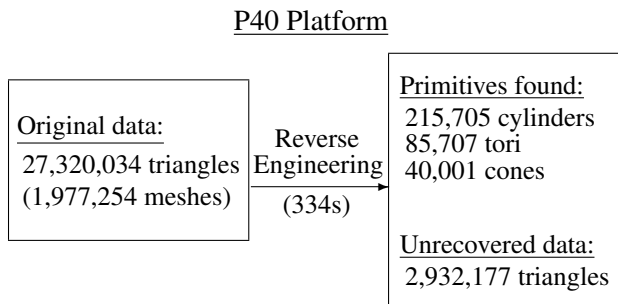 P40 Platform
Original data:
27,320,034 triangles
(1,977,254 meshes)
Reverse
Engineering
(334s)
Primitives found:
215,705 cylinders
85,707 tori
40,001 cones
Unrecovered data:
2,932,177 triangles